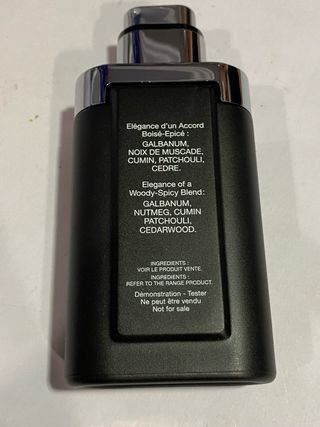 Elégance d'un Accord
Boisé-Epicé :
GALBANUM,
NOIX DE MUSCADE,
CUMIN, PATCHOULI,
CEDRE.
Elegance of a
Woody-Spicy Blend:
GALBANUM,
NUTMEG, CUMIN
PATCHOULI,
CEDARWOOD.
INGREDIENTS :
VOIR LE PRODUIT VENTE.
INGREDIENTS :
REFER TO THE RANGE PRODUCT.
Démonstration - Tester
Ne peut être vendu
Not for sale